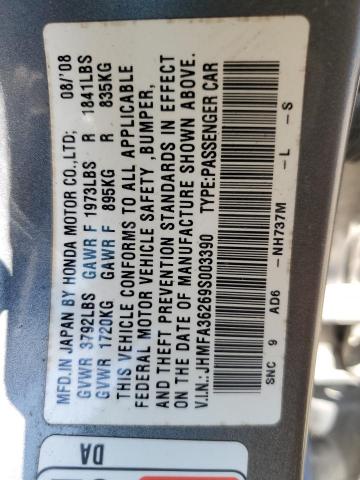 MFD.IN JAPAN BY HONDA MOTOR CO.,LTD; 08/'08
GVWR 3792LBS GAWR F 1973LBS R 1841LBS
GVWR 1720KG GAWR F 895KG R 835KG
THIS VEHICLE CONFORMS TO ALL APPLICABLE
FEDERAL MOTOR VEHICLE SAFETY ,BUMPER,
AND THEFT PREVENTION STANDARDS IN EFFECT
ON THE DATE OF MANUFACTURE SHOWN ABOVE.
V.I.N.: JHMFA36269S003390 TYPE:PASSENGER CAR
SNC 9 AD6 -NH737M -L -S
DA